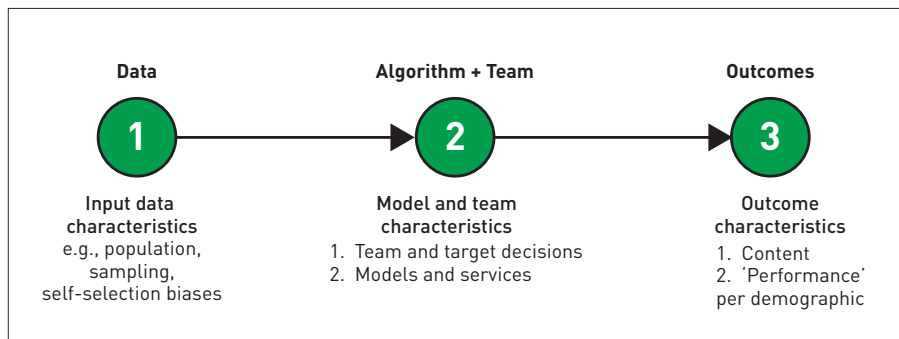 Data
1
Input data
characteristics
e.g., population,
sampling,
self-selection biases
Algorithm + Team
2
Model and team
characteristics
1. Team and target decisions
2. Models and services
Outcomes
3
Outcome
characteristics
1. Content
2. ‘Performance’
per demographic